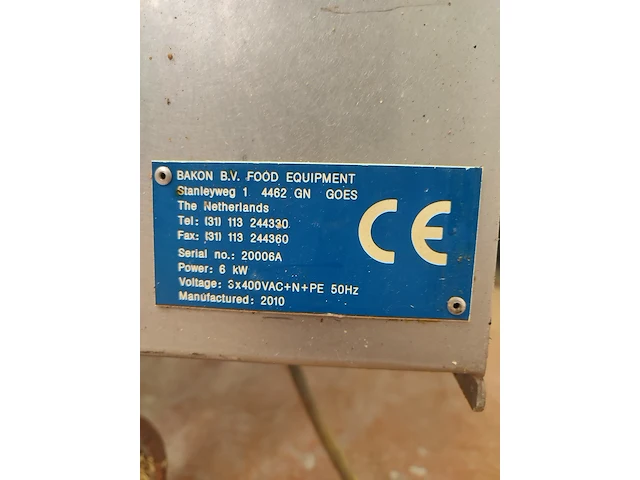 BAKON B.V. FOOD EQUIPMENT
Stanleyweg 1 4462 GN GOES
The Netherlands
Tel: (31) 113 244330
Fax: (31) 113 244360
Serial no.: 20006A
Power: 6 kW
Voltage: 3x400VAC+N+PE 50Hz
Manufactured: 2010
CE